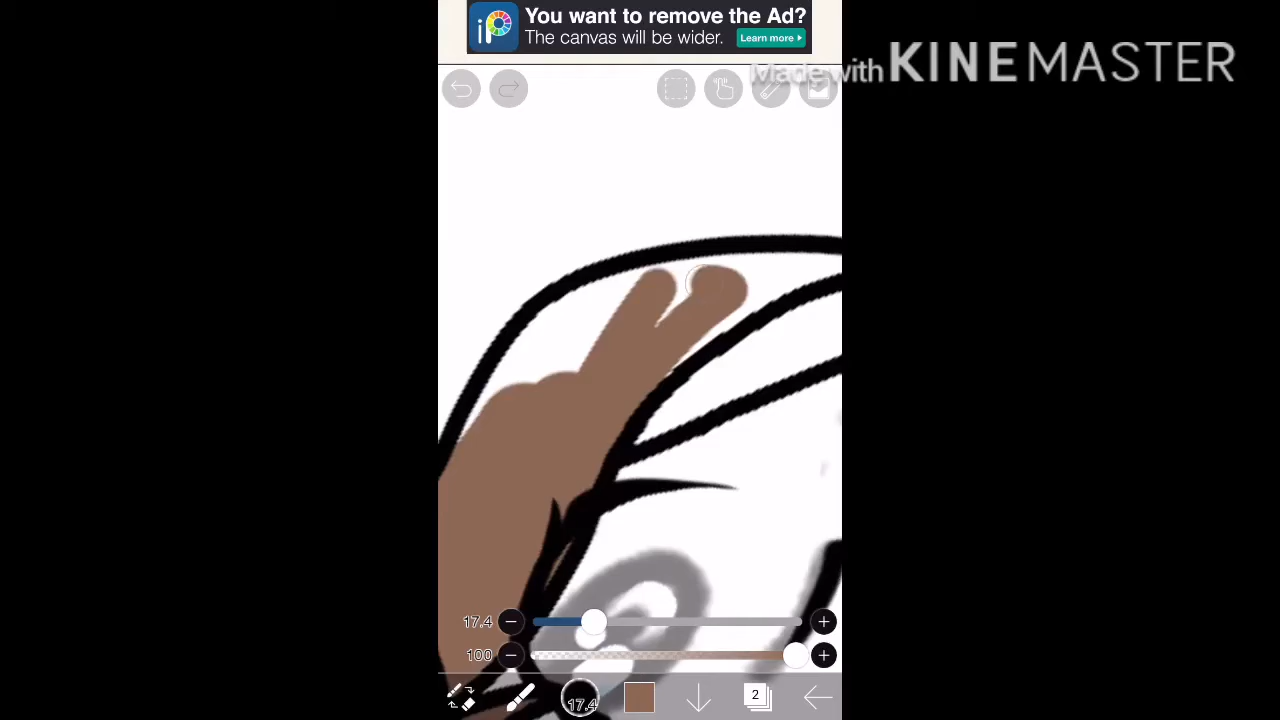 iP
You want to remove the Ad?
The canvas will be wider.
Learn more
Made with KINEMASTER
17.4
100
17.4
2